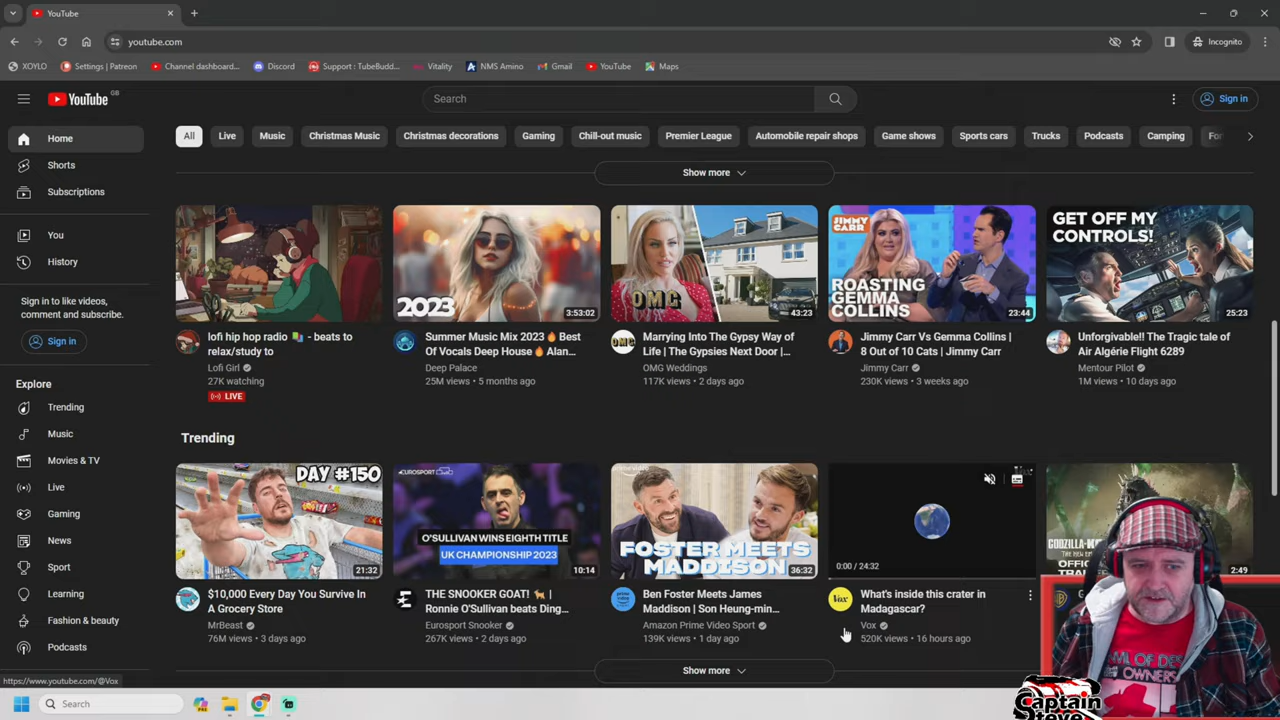 YouTube
youtube.com
Incognito
XOYLO
Settings | Patreon
Channel dashboard...
Discord
Support : TubeBudd...
Vitality
NMS Amino
Gmail
YouTube
Maps
YouTube GB
Search
Sign in
Home
Shorts
Subscriptions
You
History
Sign in to like videos,
comment, and subscribe.
Sign in
Explore
Trending
Music
Movies & TV
Live
Gaming
News
Sport
Learning
Fashion & beauty
Podcasts
All
Live
Music
Christmas Music
Christmas decorations
Gaming
Chill-out music
Premier League
Automobile repair shops
Game shows
Sports cars
Trucks
Podcasts
Camping
For
Show more
lofi hip hop radio - beats to
relax/study to
Lofi Girl
27K watching
LIVE
2023
3:53:02
Summer Music Mix 2023 🔥 Best
Of Vocals Deep House 🔥 Alan...
Deep Palace
25M views • 5 months ago
OMG
43:23
Marrying Into The Gypsy Way of
Life | The Gypsies Next Door |...
OMG
OMG Weddings
117K views • 2 days ago
JIMMY
CARR
ROASTING
GEMMA
COLLINS
23:44
Jimmy Carr Vs Gemma Collins |
8 Out of 10 Cats | Jimmy Carr
Jimmy Carr
230K views • 3 weeks ago
GET OFF MY
CONTROLS!
25:23
Unforgivable!! The Tragic tale of
Air Algérie Flight 6289
Mentour Pilot
1M views • 10 days ago
Trending
DAY #150
21:32
$10,000 Every Day You Survive In
A Grocery Store
MrBeast
76M views • 3 days ago
EUROSPORT
O'SULLIVAN WINS EIGHTH TITLE
UK CHAMPIONSHIP 2023
10:14
THE SNOOKER GOAT! 🐐 |
Ronnie O'Sullivan beats Ding...
Eurosport Snooker
267K views • 2 days ago
prime video
FOSTER MEETS
MADDISON
36:32
Ben Foster Meets James
Maddison | Son Heung-min...
Amazon Prime Video Sport
139K views • 1 day ago
0:00 / 24:32
What's inside this crater in
Madagascar?
Vox
Vox
520K views • 16 hours ago
2:49
Show more
https://www.youtube.com/@Vox
Search
OWNERS
Captain
Steve